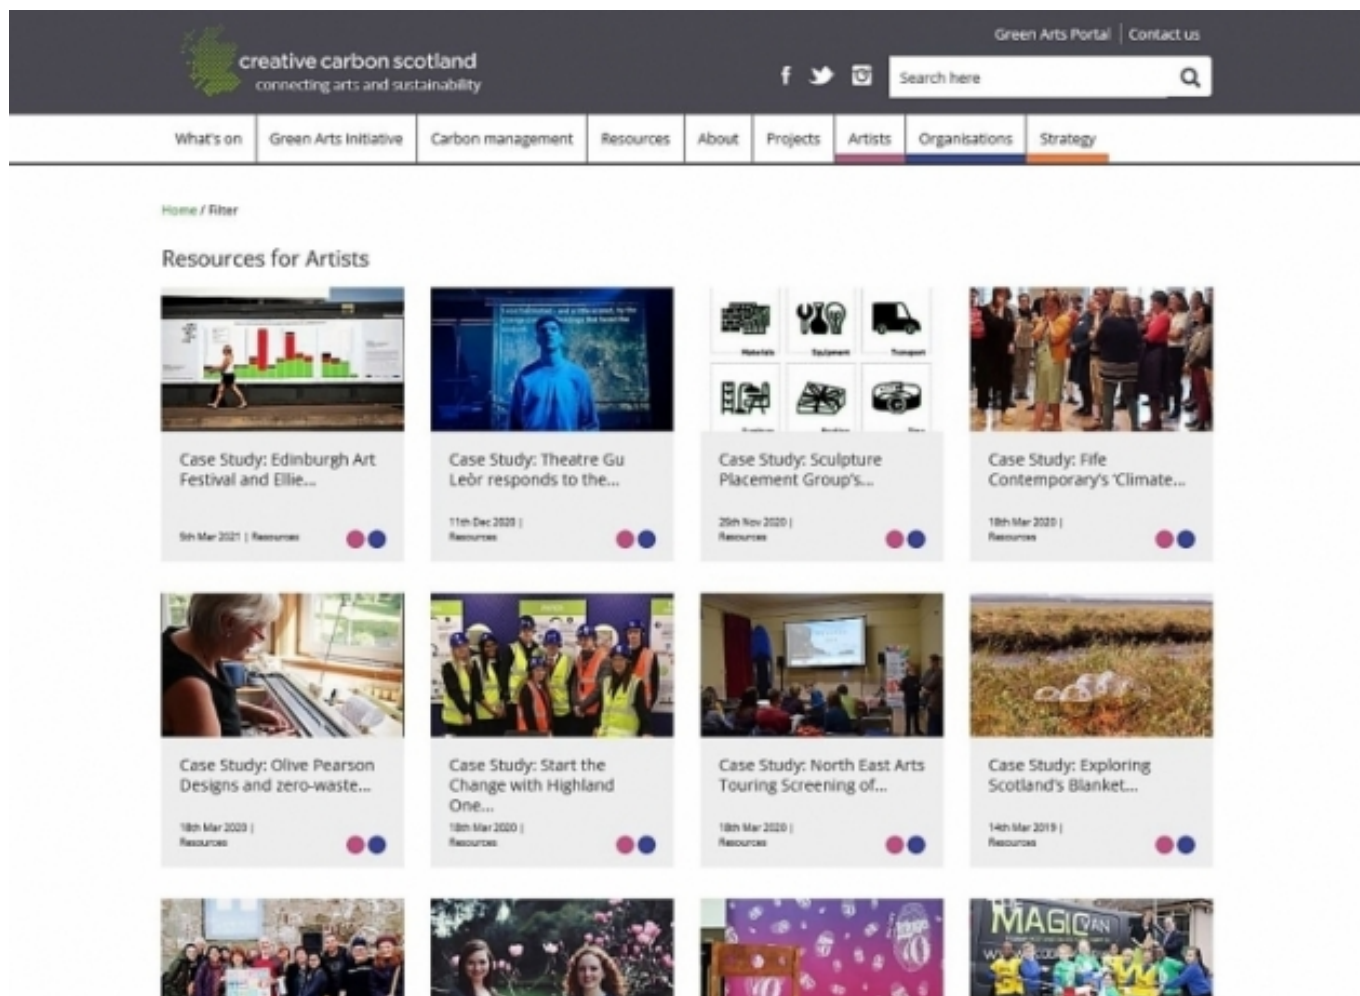 Green Arts Portal | Contact us
creative carbon scotland
connecting arts and sustainability
Search here
What's on
Green Arts Initiative
Carbon management
Resources
About
Projects
Artists
Organisations
Strategy
Home / Filter
Resources for Artists
Materials
Equipment
Transport
Case Study: Edinburgh Art
Festival and Ellie...
5th Mar 2021 | Resources
Case Study: Theatre Gu
Leòr responds to the...
11th Dec 2020 |
Resources
Case Study: Sculpture
Placement Group's...
25th Nov 2020 |
Resources
Case Study: Fife
Contemporary's 'Climate...
18th Mar 2020 |
Resources
Case Study: Olive Pearson
Designs and zero-waste...
18th Mar 2020 |
Resources
Case Study: Start the
Change with Highland
One...
18th Mar 2020 |
Resources
Case Study: North East Arts
Touring Screening of...
18th Mar 2020 |
Resources
Case Study: Exploring
Scotland's Blanket...
14th Mar 2019 |
Resources
THE
MAGIC VAN